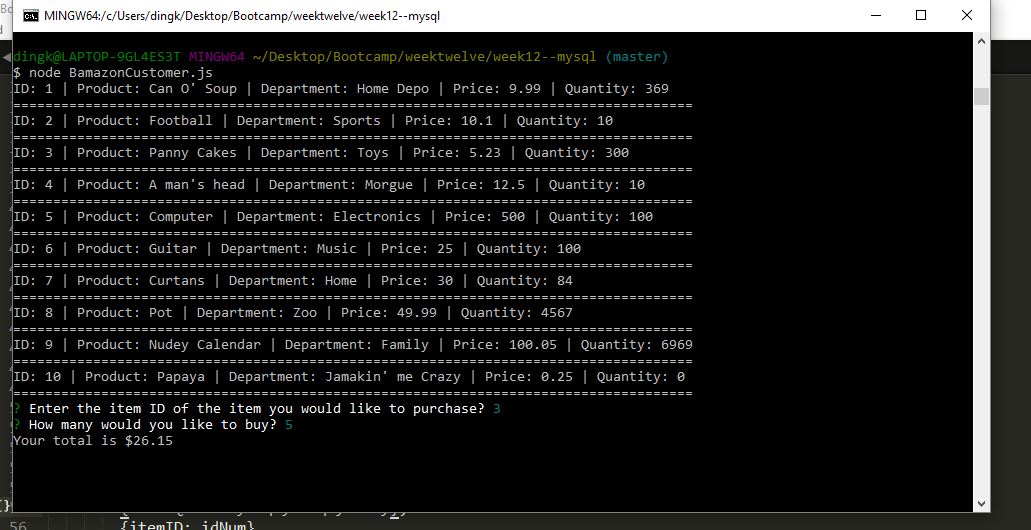 MINGW64:/c/Users/dingk/Desktop/Bootcamp/weektwelve/week12--mysql
dingk@LAPTOP-9GL4ES3T MINGW64 ~/Desktop/Bootcamp/weektwelve/week12--mysql (master)
$ node BamazonCustomer.js
ID: 1 | Product: Can O' Soup | Department: Home Depo | Price: 9.99 | Quantity: 369
=====================================================================================
ID: 2 | Product: Football | Department: Sports | Price: 10.1 | Quantity: 10
=====================================================================================
ID: 3 | Product: Panny Cakes | Department: Toys | Price: 5.23 | Quantity: 300
=====================================================================================
ID: 4 | Product: A man's head | Department: Morgue | Price: 12.5 | Quantity: 10
=====================================================================================
ID: 5 | Product: Computer | Department: Electronics | Price: 500 | Quantity: 100
=====================================================================================
ID: 6 | Product: Guitar | Department: Music | Price: 25 | Quantity: 100
=====================================================================================
ID: 7 | Product: Curtans | Department: Home | Price: 30 | Quantity: 84
=====================================================================================
ID: 8 | Product: Pot | Department: Zoo | Price: 49.99 | Quantity: 4567
=====================================================================================
ID: 9 | Product: Nudey Calendar | Department: Family | Price: 100.05 | Quantity: 6969
=====================================================================================
ID: 10 | Product: Papaya | Department: Jamakin' me Crazy | Price: 0.25 | Quantity: 0
=====================================================================================
? Enter the item ID of the item you would like to purchase? 3
? How many would you like to buy? 5
Your total is $26.15
56 {itemID: idNum}